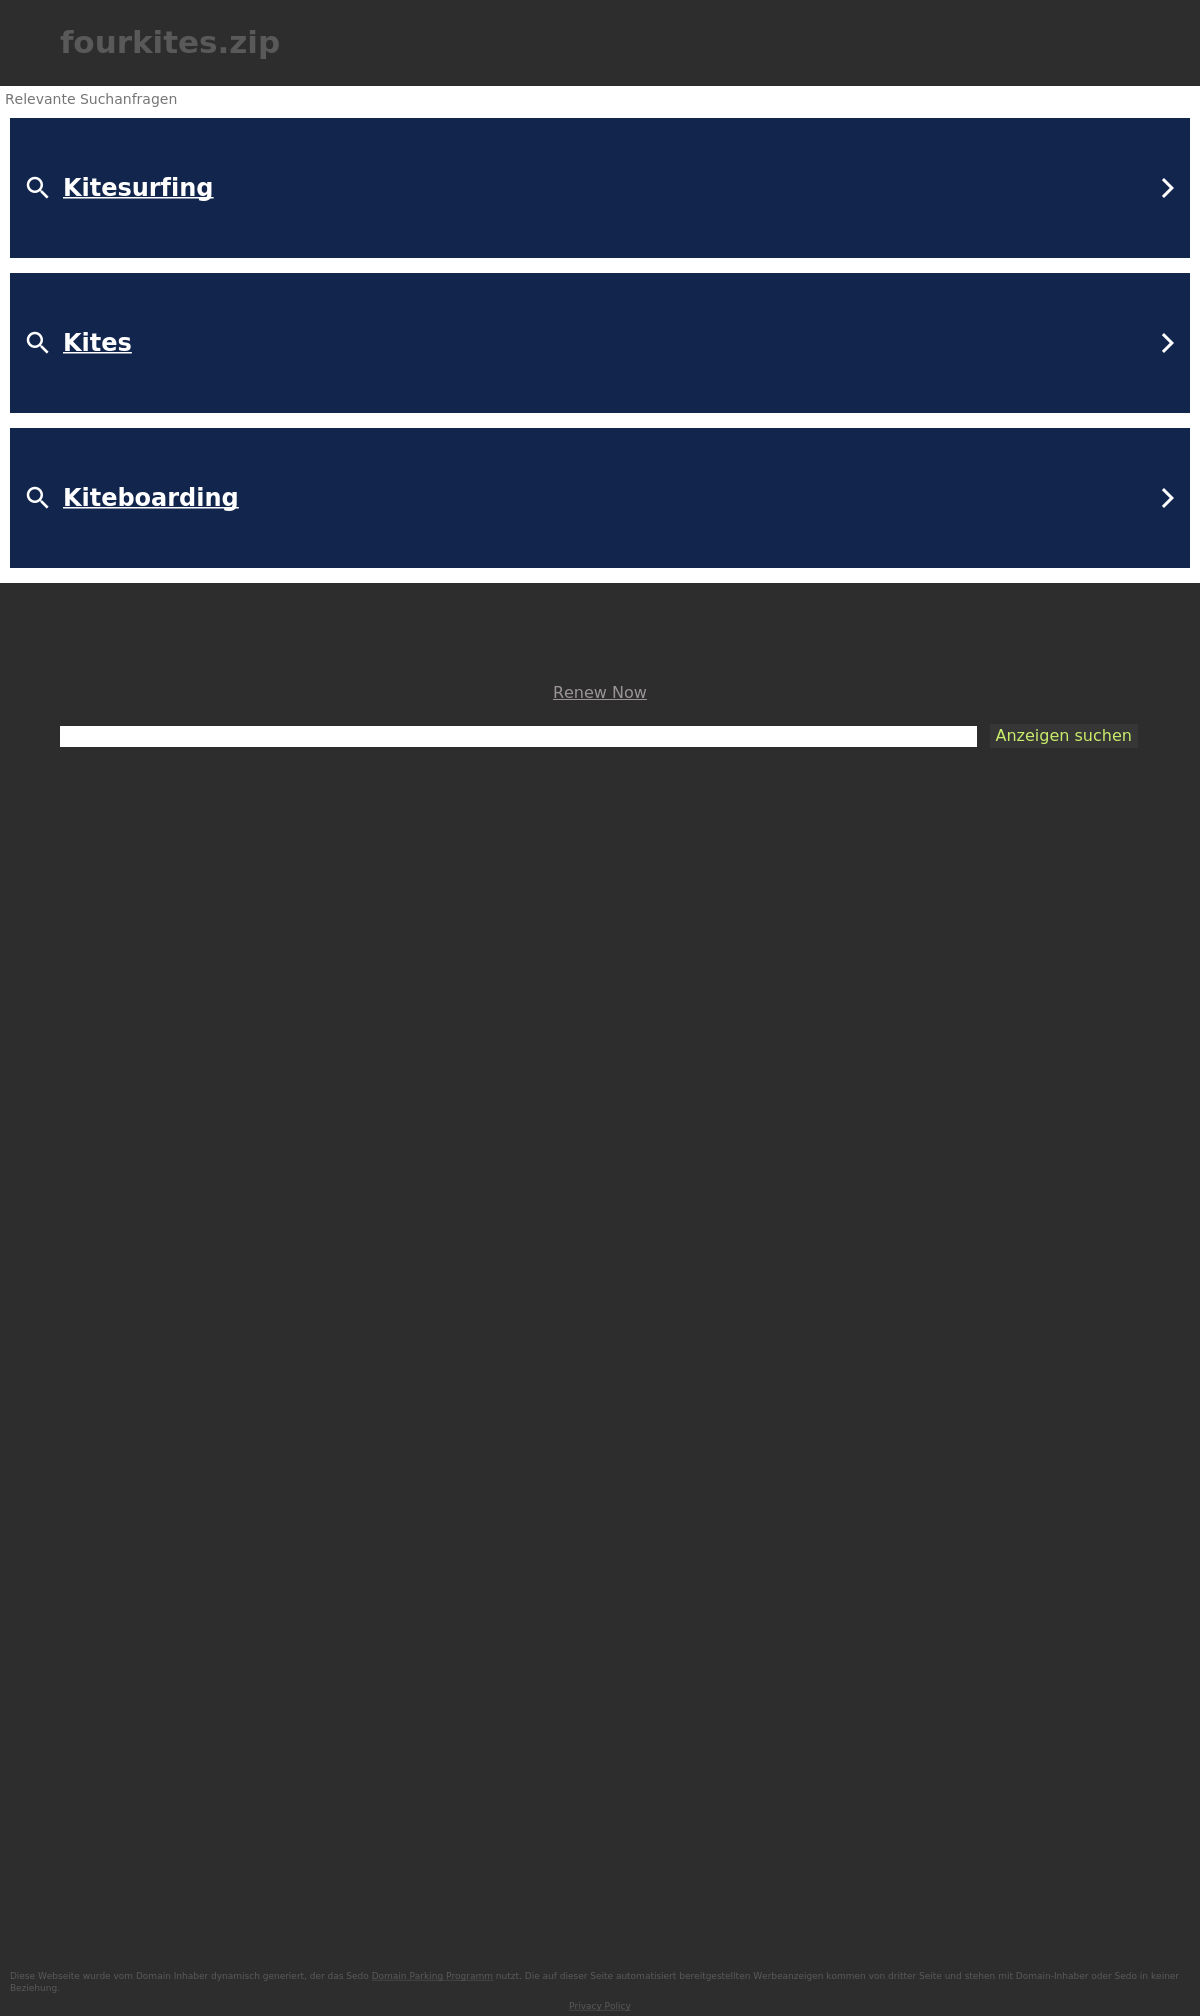 fourkites.zip
Relevante Suchanfragen
Kitesurfing
Kites
Kiteboarding
Renew Now
Anzeigen suchen
Diese Webseite wurde vom Domain Inhaber dynamisch generiert, der das Sedo Domain Parking Programm nutzt. Die auf dieser Seite automatisiert bereitgestellten Werbeanzeigen kommen von dritter Seite und stehen mit Domain-Inhaber oder Sedo in keiner
Beziehung.
Privacy Policy